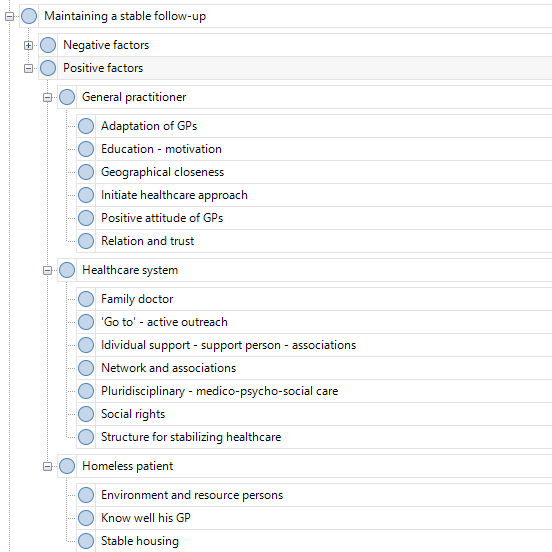 Maintaining a stable follow-up
Negative factors
Positive factors
General practitioner
Adaptation of GPs
Education - motivation
Geographical closeness
Initiate healthcare approach
Positive attitude of GPs
Relation and trust
Healthcare system
Family doctor
'Go to' - active outreach
Idividual support - support person - associations
Network and associations
Pluridisciplinary - medico-psycho-social care
Social rights
Structure for stabilizing healthcare
Homeless patient
Environment and resource persons
Know well his GP
Stable housing